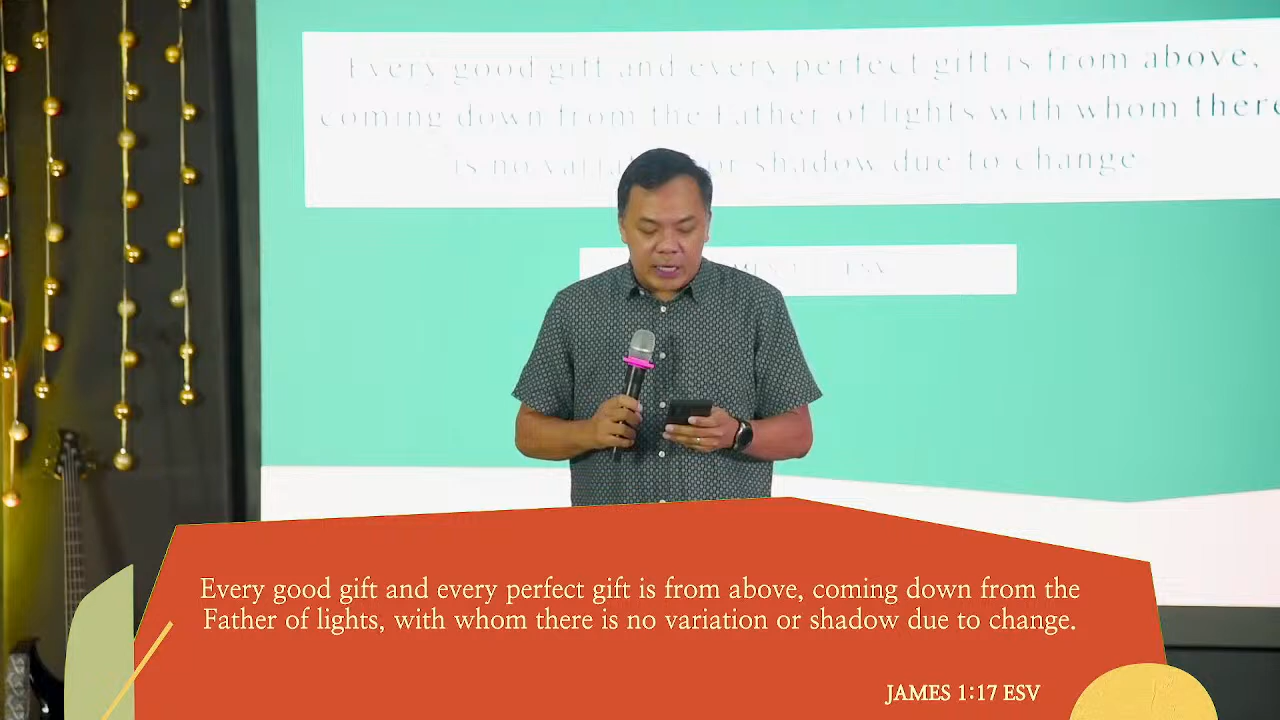 Every good gift and every perfect gift is from above,
coming down from the Father of lights with whom there
is no or shadow due to change
ESV
Every good gift and every perfect gift is from above, coming down from the
Father of lights, with whom there is no variation or shadow due to change.
JAMES 1:17 ESV